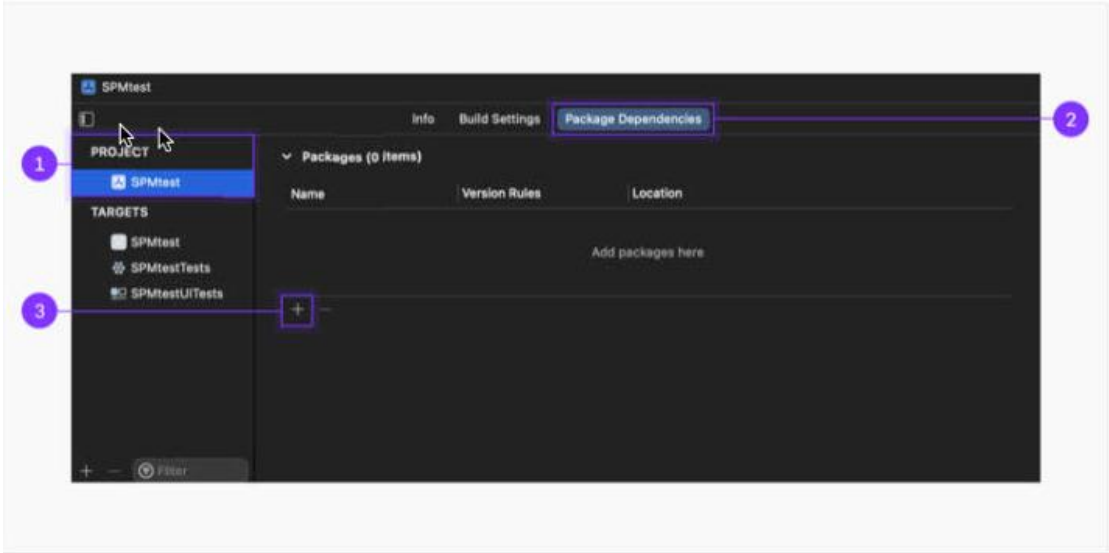 SPMtest
Info Build Settings Package Dependencies 2
1 PROJECT
Packages (0 items)
SPMtest
Name Version Rules Location
TARGETS
SPMtest
Add packages here
SPMtestTests
SPMtestUITests
3 + −
+ − Filter